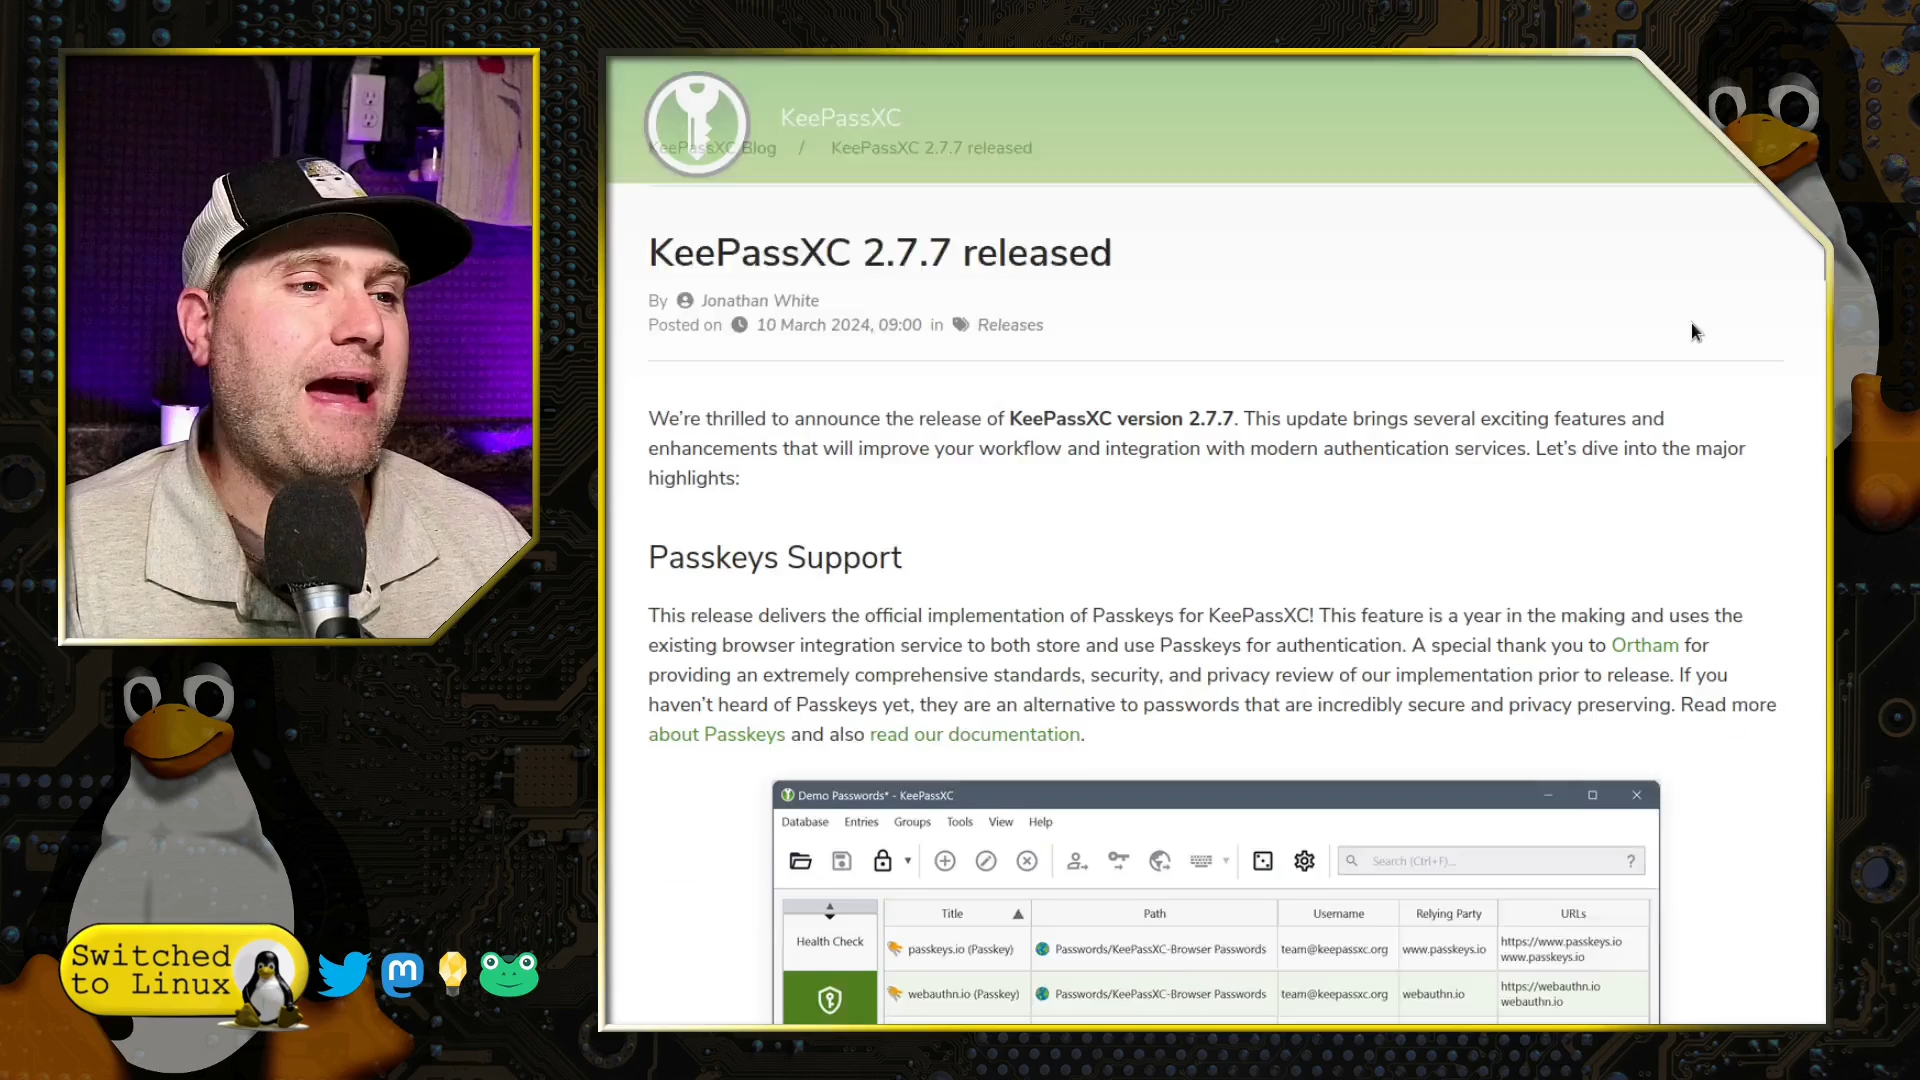 KeePassXC
KeePassXC Blog / KeePassXC 2.7.7 released
KeePassXC 2.7.7 released
By Jonathan White
Posted on 10 March 2024, 09:00 in Releases
We're thrilled to announce the release of KeePassXC version 2.7.7. This update brings several exciting features and
enhancements that will improve your workflow and integration with modern authentication services. Let's dive into the major
highlights:
Passkeys Support
This release delivers the official implementation of Passkeys for KeePassXC! This feature is a year in the making and uses the
existing browser integration service to both store and use Passkeys for authentication. A special thank you to Ortham for
providing an extremely comprehensive standards, security, and privacy review of our implementation prior to release. If you
haven't heard of Passkeys yet, they are an alternative to passwords that are incredibly secure and privacy preserving. Read more
about Passkeys and also read our documentation.
Demo Passwords* - KeePassXC
Database Entries Groups Tools View Help
Search (Ctrl+F)... ?
Title Path Username Relying Party URLs
Health Check
passkeys.io (Passkey) Passwords/KeePassXC-Browser Passwords team@keepassxc.org www.passkeys.io https://www.passkeys.io
www.passkeys.io
webauthn.io (Passkey) Passwords/KeePassXC-Browser Passwords team@keepassxc.org webauthn.io https://webauthn.io
webauthn.io
Switched
to Linux